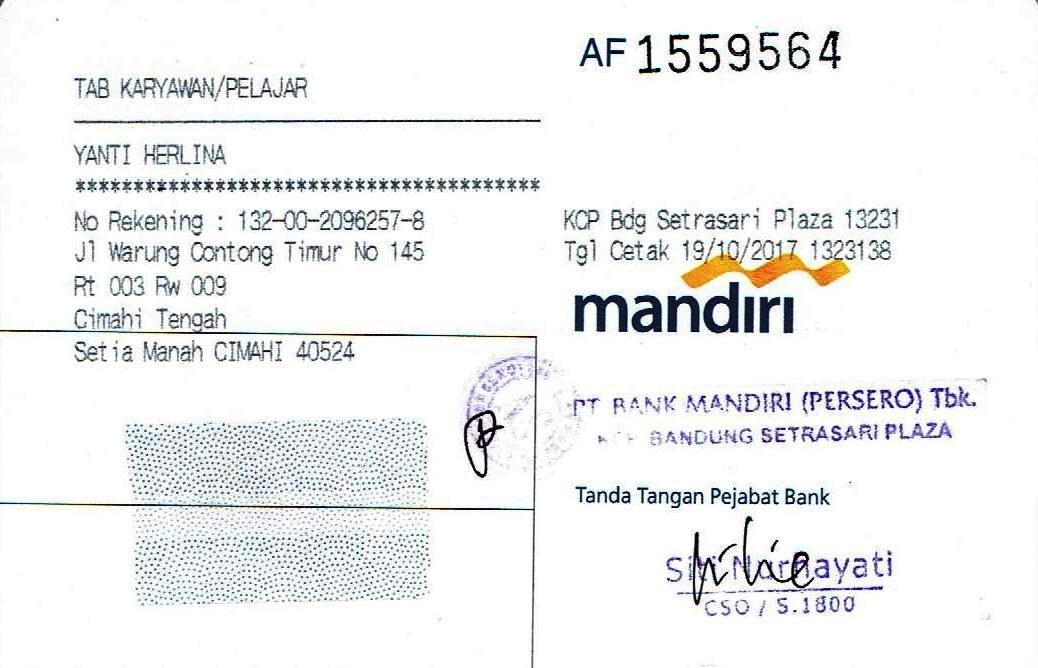 AF 1559564
TAB KARYAWAN/PELAJAR
YANTI HERLINA
****************************************
No Rekening : 132-00-2096257-8
Jl Warung Contong Timur No 145
Rt 003 Rw 009
Cimahi Tengah
Setia Manah CIMAHI 40524
KCP Bdg Setrasari Plaza 13231
Tgl Cetak 19/10/2017 1323138
mandiri
PT BANK MANDIRI (PERSERO) Tbk.
KCP BANDUNG SETRASARI PLAZA
Tanda Tangan Pejabat Bank
Siti Nurhayati
CSO / S.1800